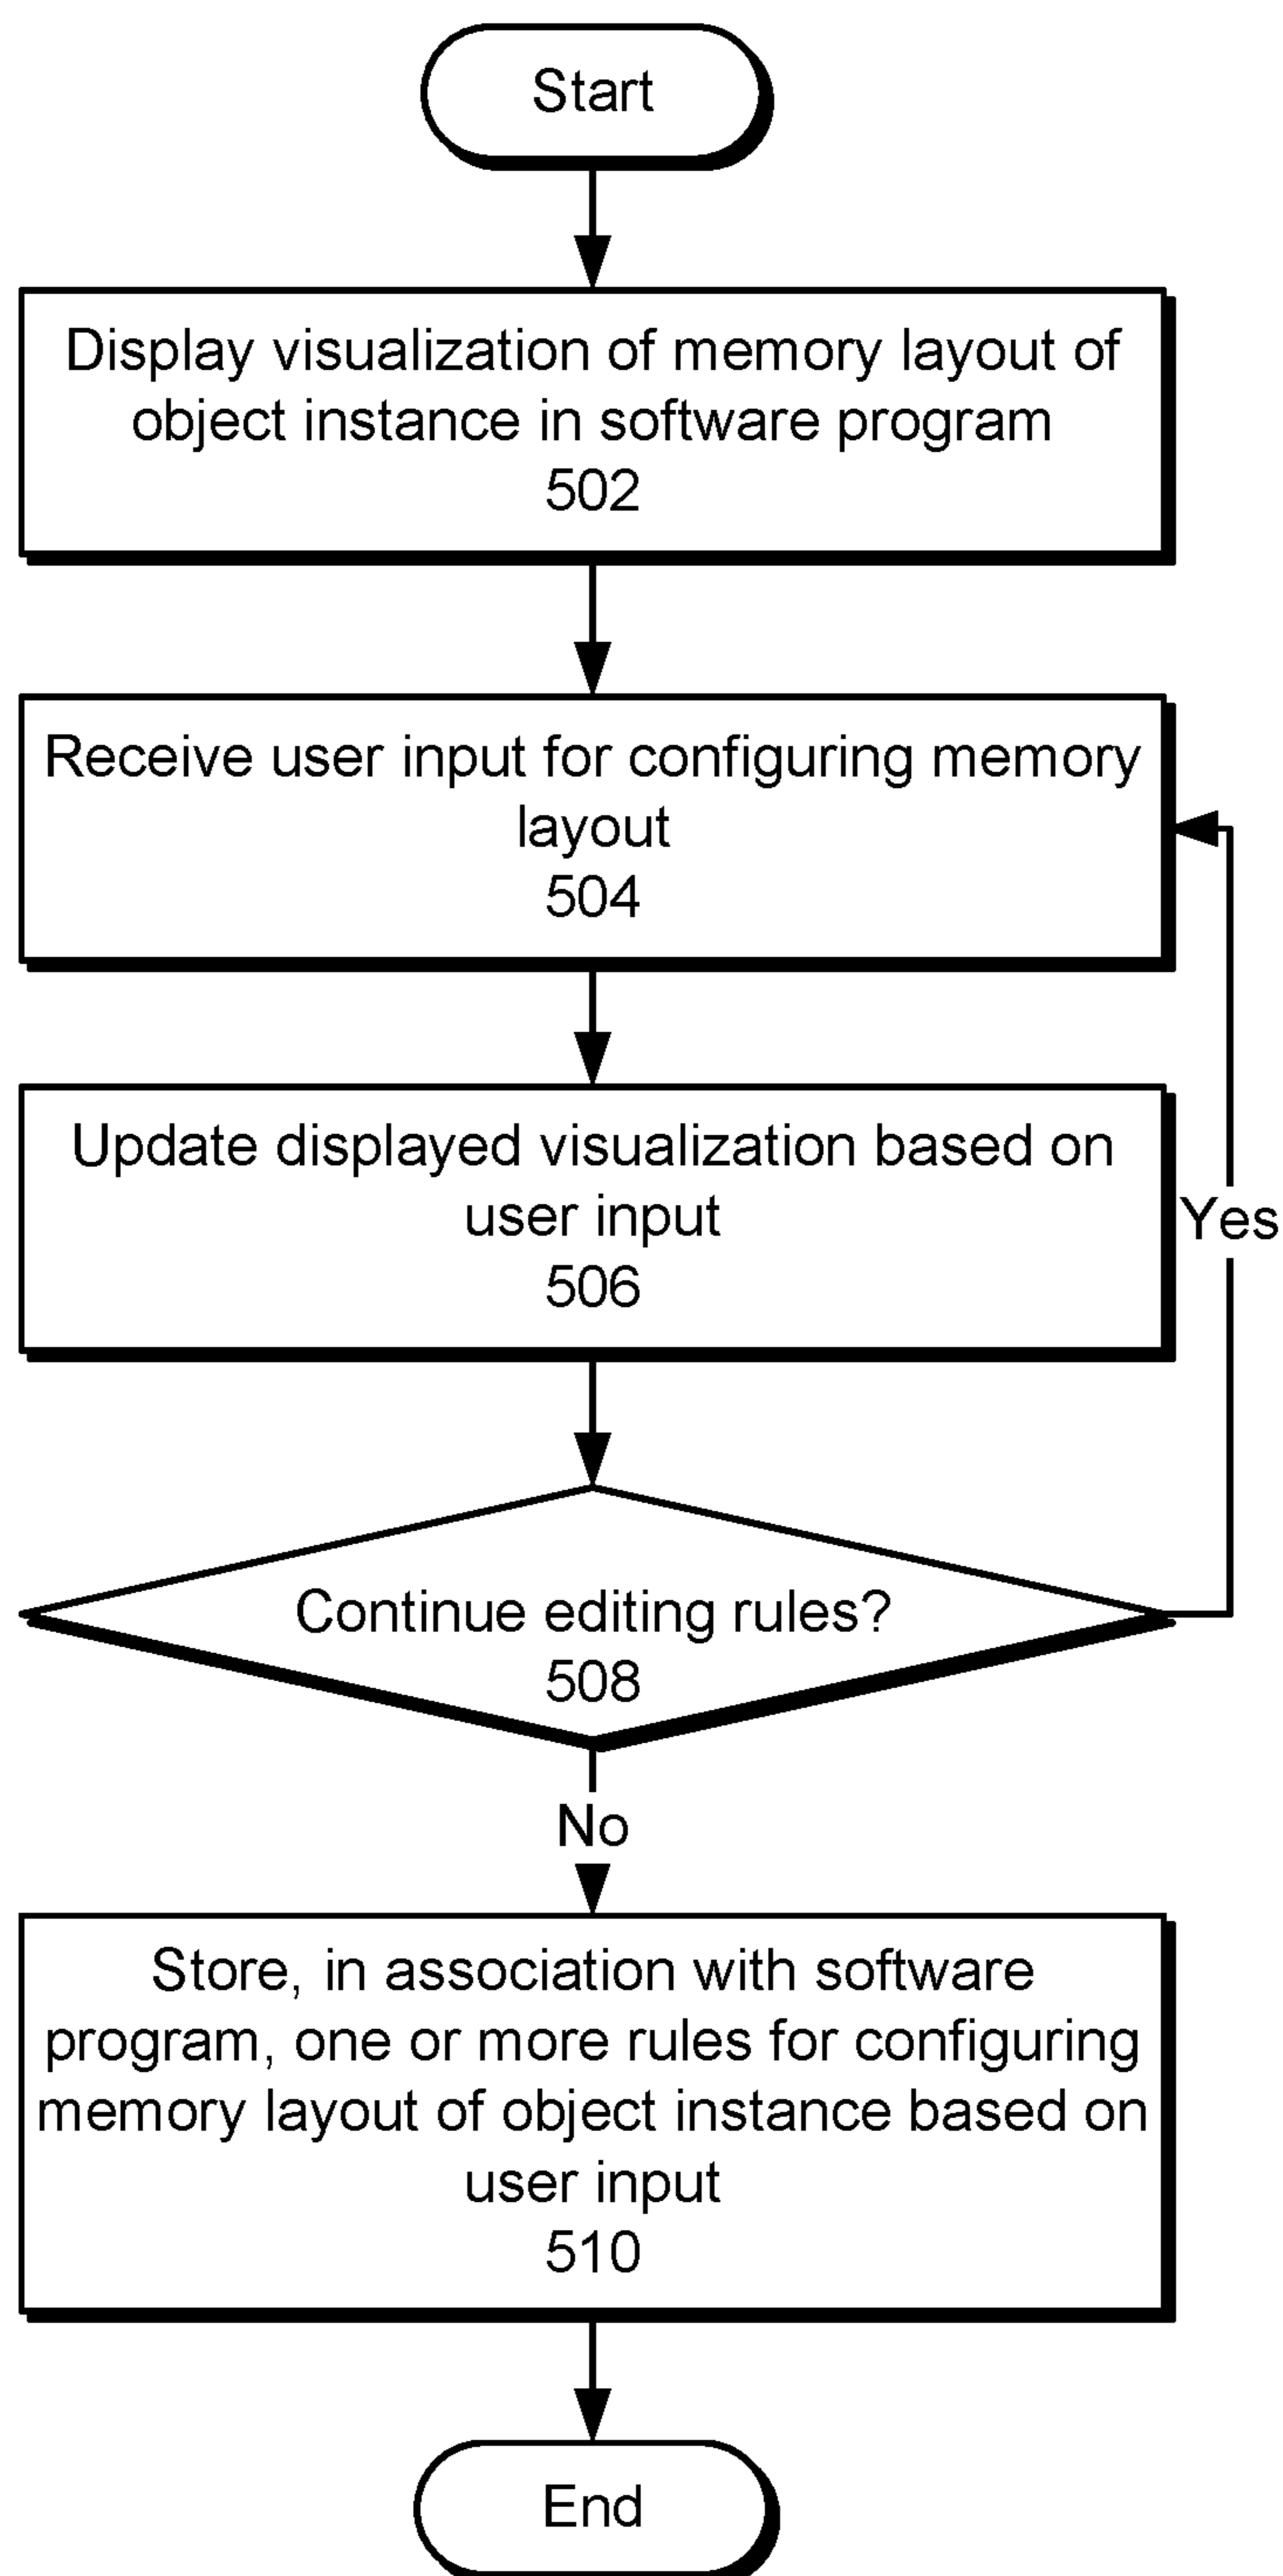 Start
Display visualization of memory layout of
object instance in software program
502
Receive user input for configuring memory
layout
504
Update displayed visualization based on
user input
506
Yes
Continue editing rules?
508
No
Store, in association with software
program, one or more rules for configuring
memory layout of object instance based on
user input
510
End